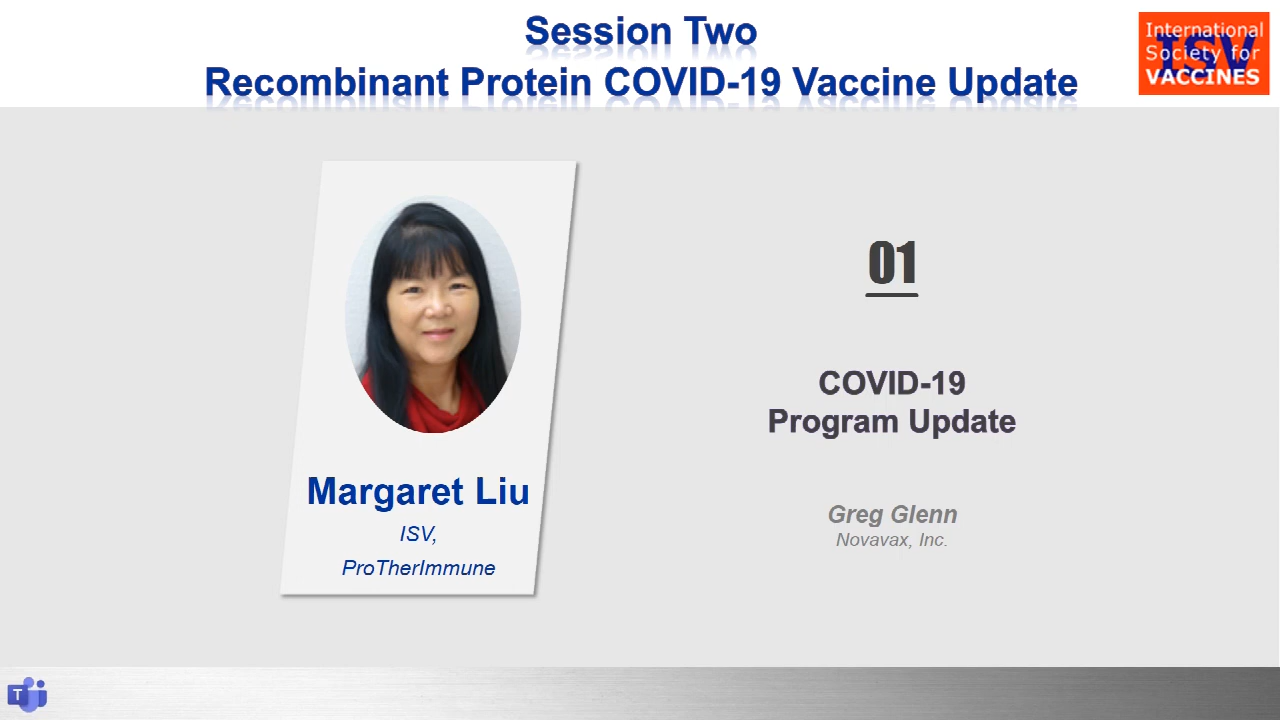 Session Two
Recombinant Protein COVID-19 Vaccine Update
International
Society for
VACCINES
ISV
Margaret Liu
ISV,
ProTherImmune
01
COVID-19
Program Update
Greg Glenn
Novavax, Inc.
T